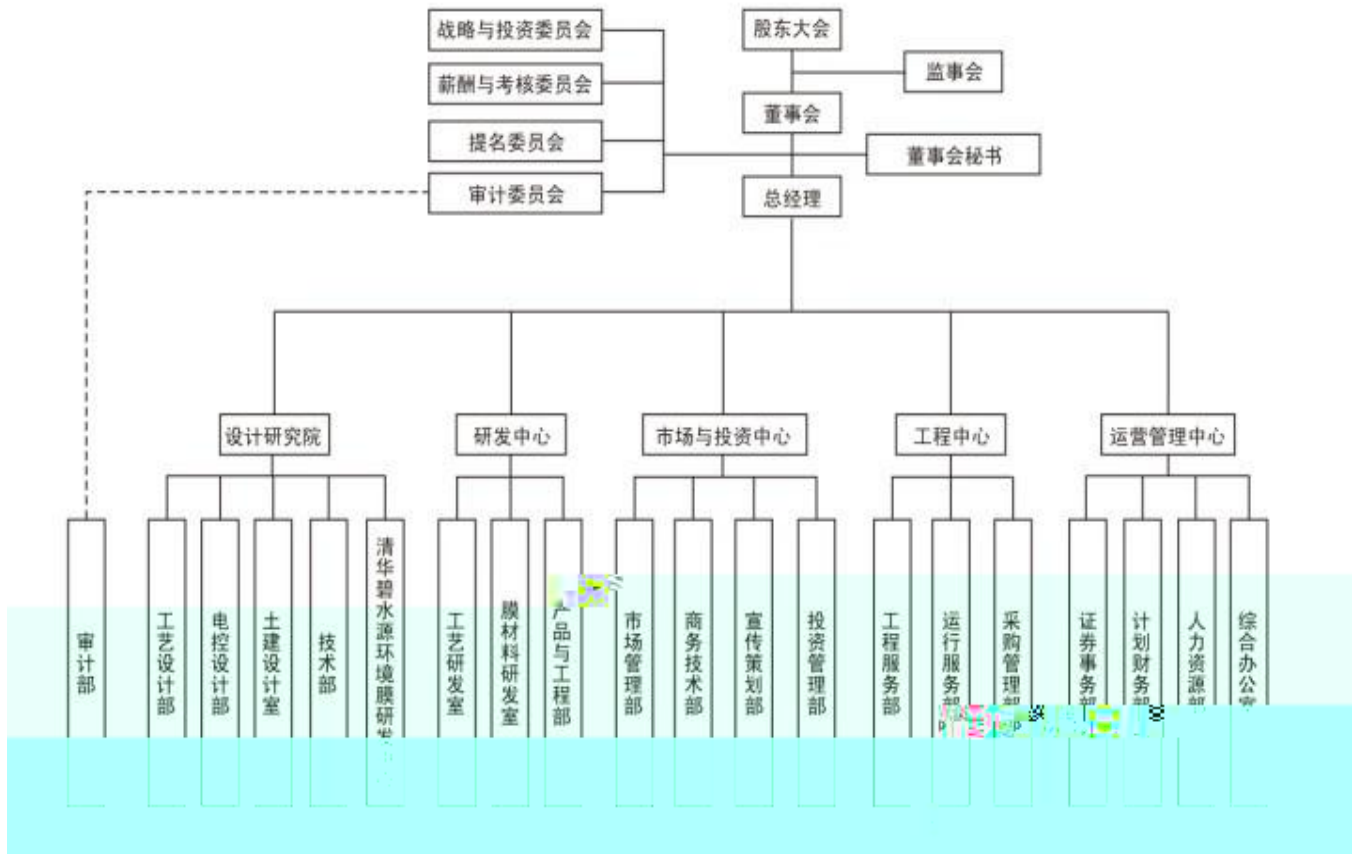 战略与投资委员会
股东大会
监事会
薪酬与考核委员会
董事会
提名委员会
董事会秘书
审计委员会
总经理
设计研究院
研发中心
市场与投资中心
工程中心
运营管理中心
审计部
工艺设计部
电控设计部
土建设计室
技术部
清华碧水源环境膜研发
工艺研发室
膜材料研发室
产品与工程部
市场管理部
商务技术部
宣传策划部
投资管理部
工程服务部
运行服务部
采购管理部
证券事务部
计划财务部
人力资源部
综合办公室